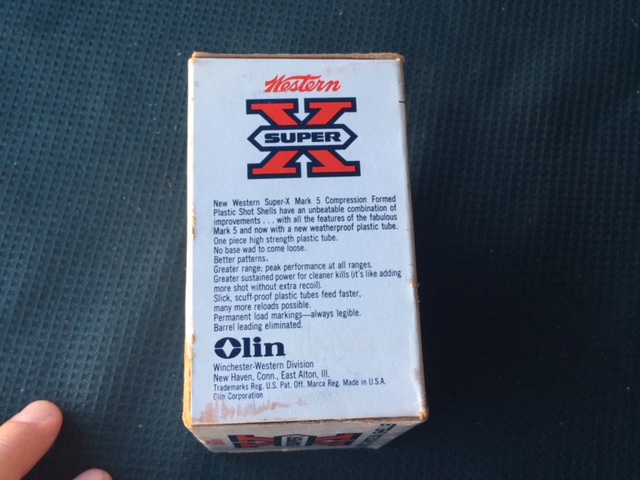 Western
SUPER X
New Western Super-X Mark 5 Compression Formed
Plastic Shot Shells have an unbeatable combination of
improvements . . . with all the features of the fabulous
Mark 5 and now with a new weatherproof plastic tube.
One piece high strength plastic tube.
No base wad to come loose.
Better patterns.
Greater range; peak performance at all ranges.
Greater sustained power for cleaner kills (it's like adding
more shot without extra recoil).
Slick, scuff-proof plastic tubes feed faster,
many more reloads possible.
Permanent load markings—always legible.
Barrel leading eliminated.
Olin
Winchester-Western Division
New Haven, Conn., East Alton, Ill.
Trademarks Reg. U.S. Pat. Off. Marca Reg. Made in U.S.A.
Olin Corporation
SUPER X